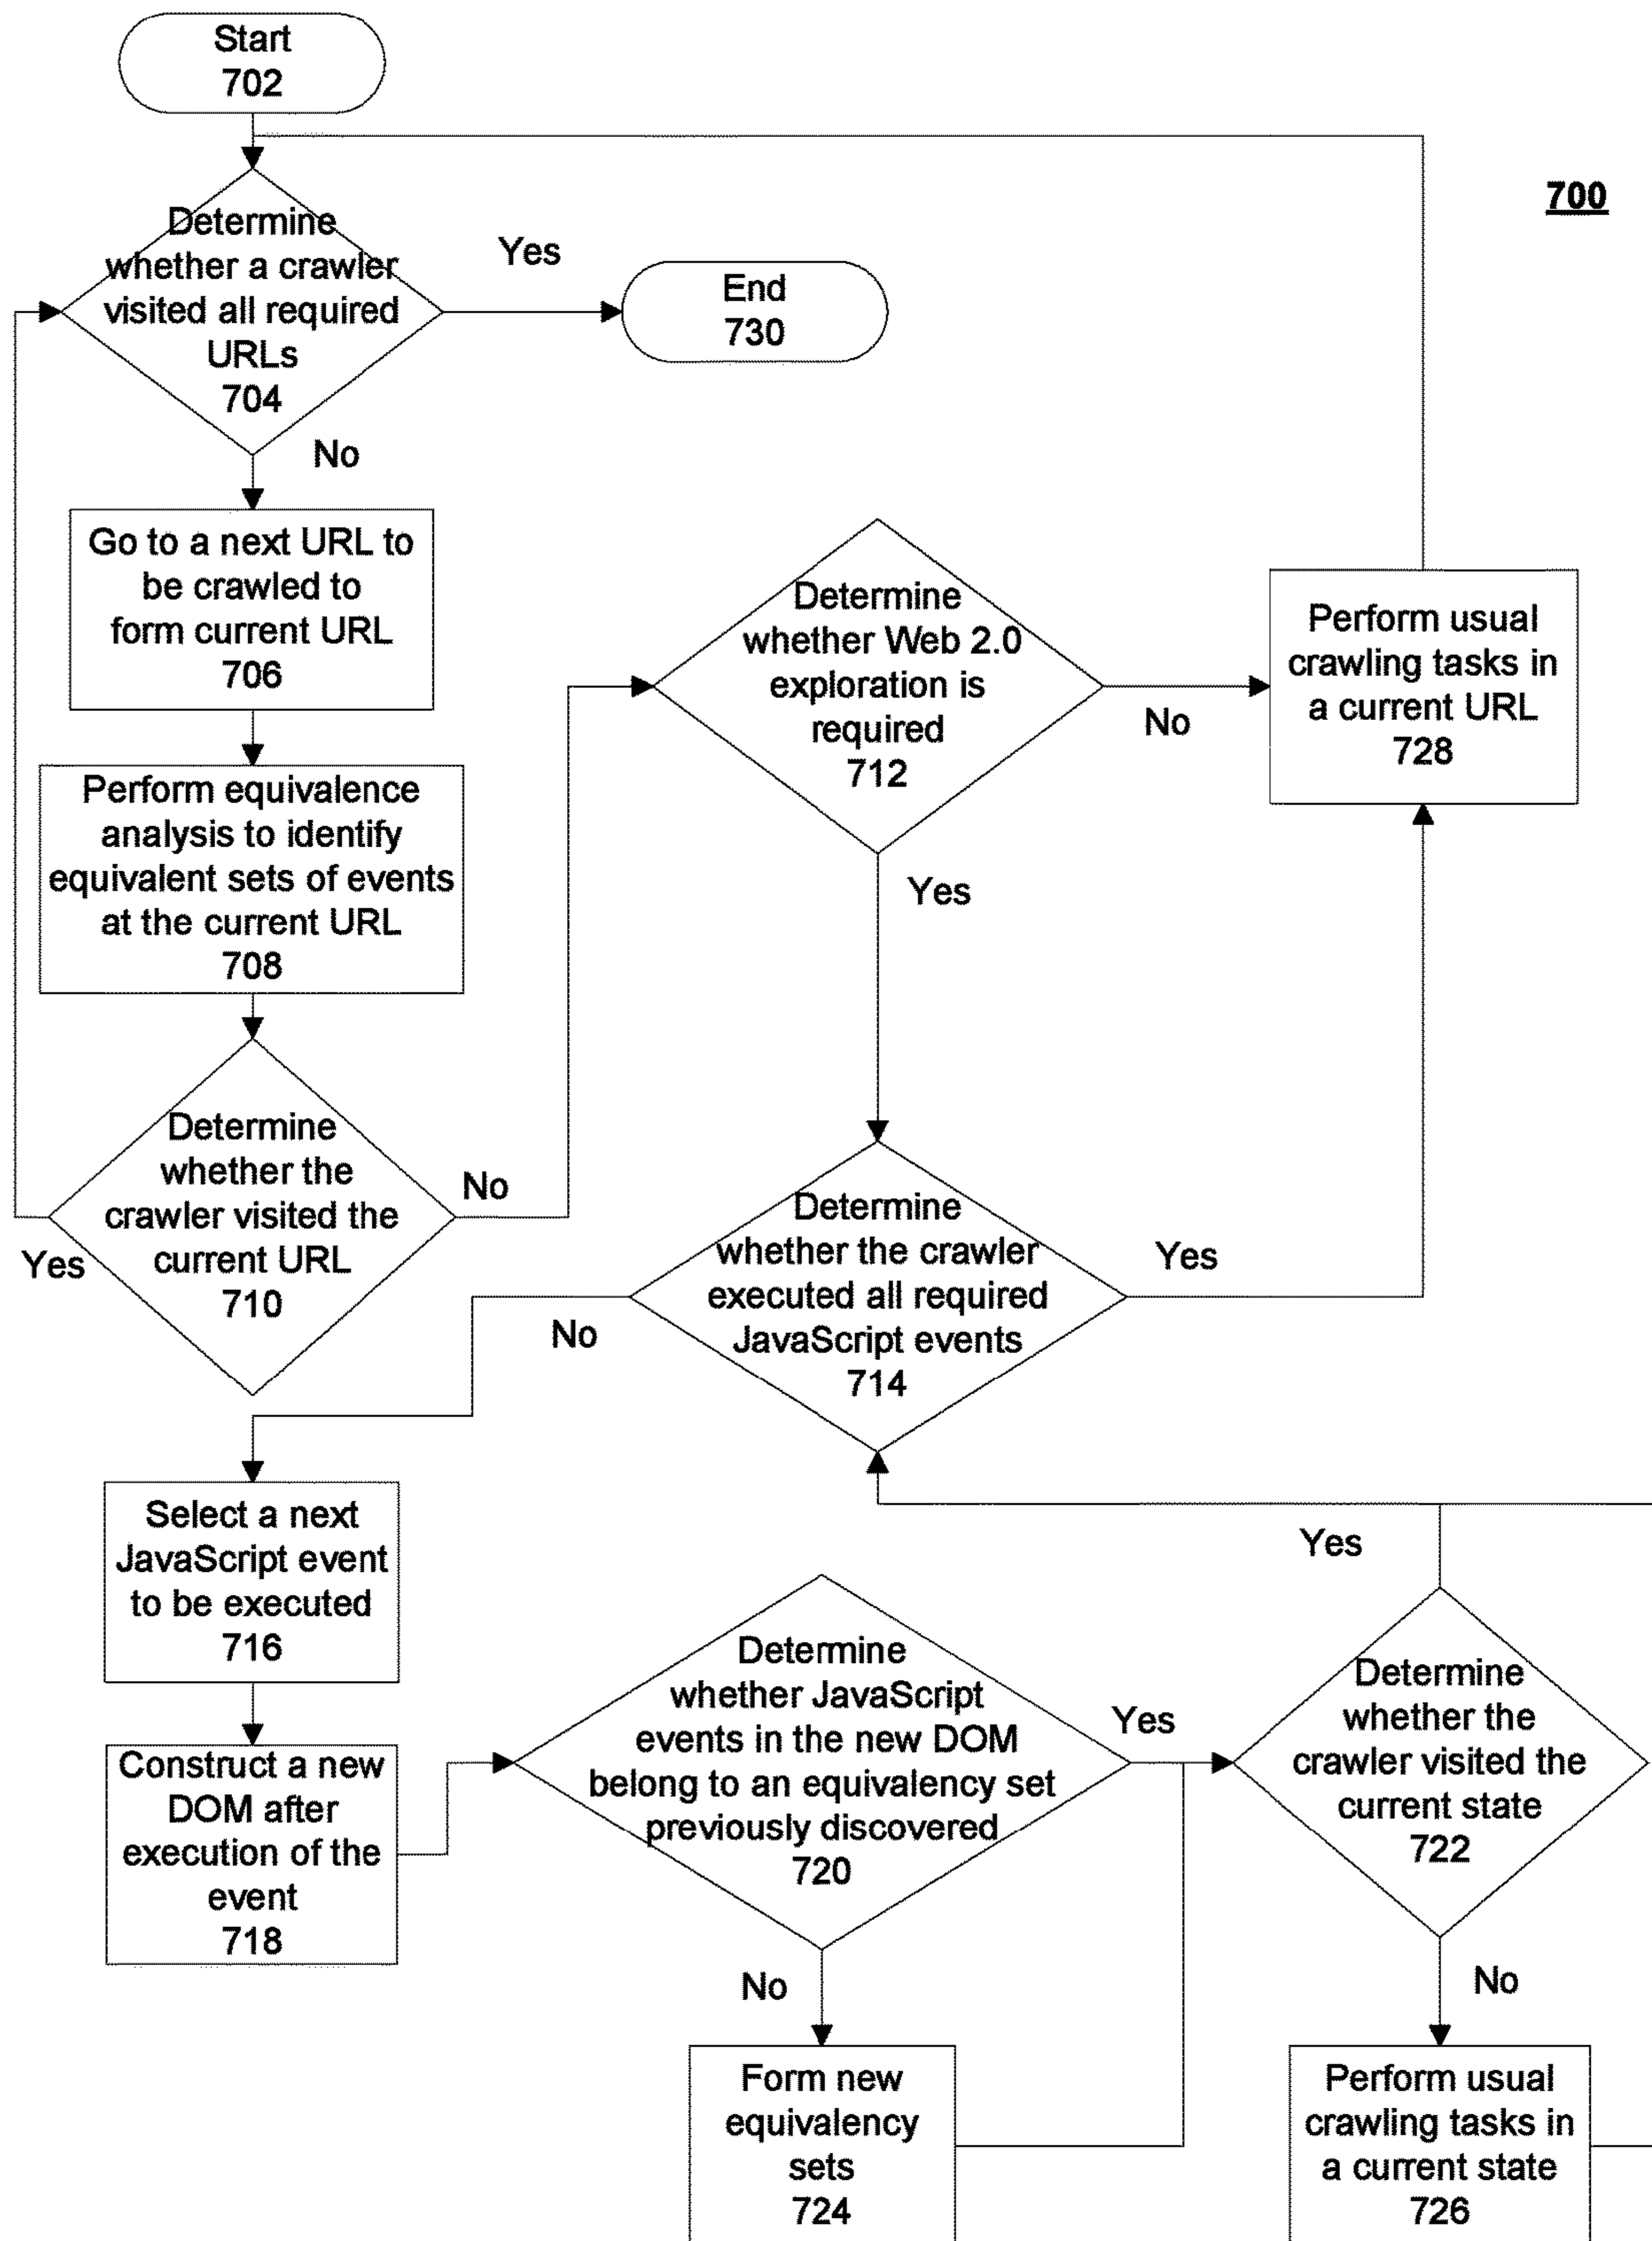 Start
702
700
Determine
whether a crawler
visited all required
URLs
704
Yes
End
730
No
Go to a next URL to
be crawled to
form current URL
706
Perform equivalence
analysis to identify
equivalent sets of events
at the current URL
708
Determine
whether the
crawler visited the
current URL
710
Yes
No
Determine
whether Web 2.0
exploration is
required
712
No
Perform usual
crawling tasks in
a current URL
728
Yes
Determine
whether the crawler
executed all required
JavaScript events
714
Yes
No
Select a next
JavaScript event
to be executed
716
Construct a new
DOM after
execution of the
event
718
Determine
whether JavaScript
events in the new DOM
belong to an equivalency set
previously discovered
720
Yes
No
Form new
equivalency
sets
724
Yes
Determine
whether the
crawler visited the
current state
722
No
Perform usual
crawling tasks in
a current state
726